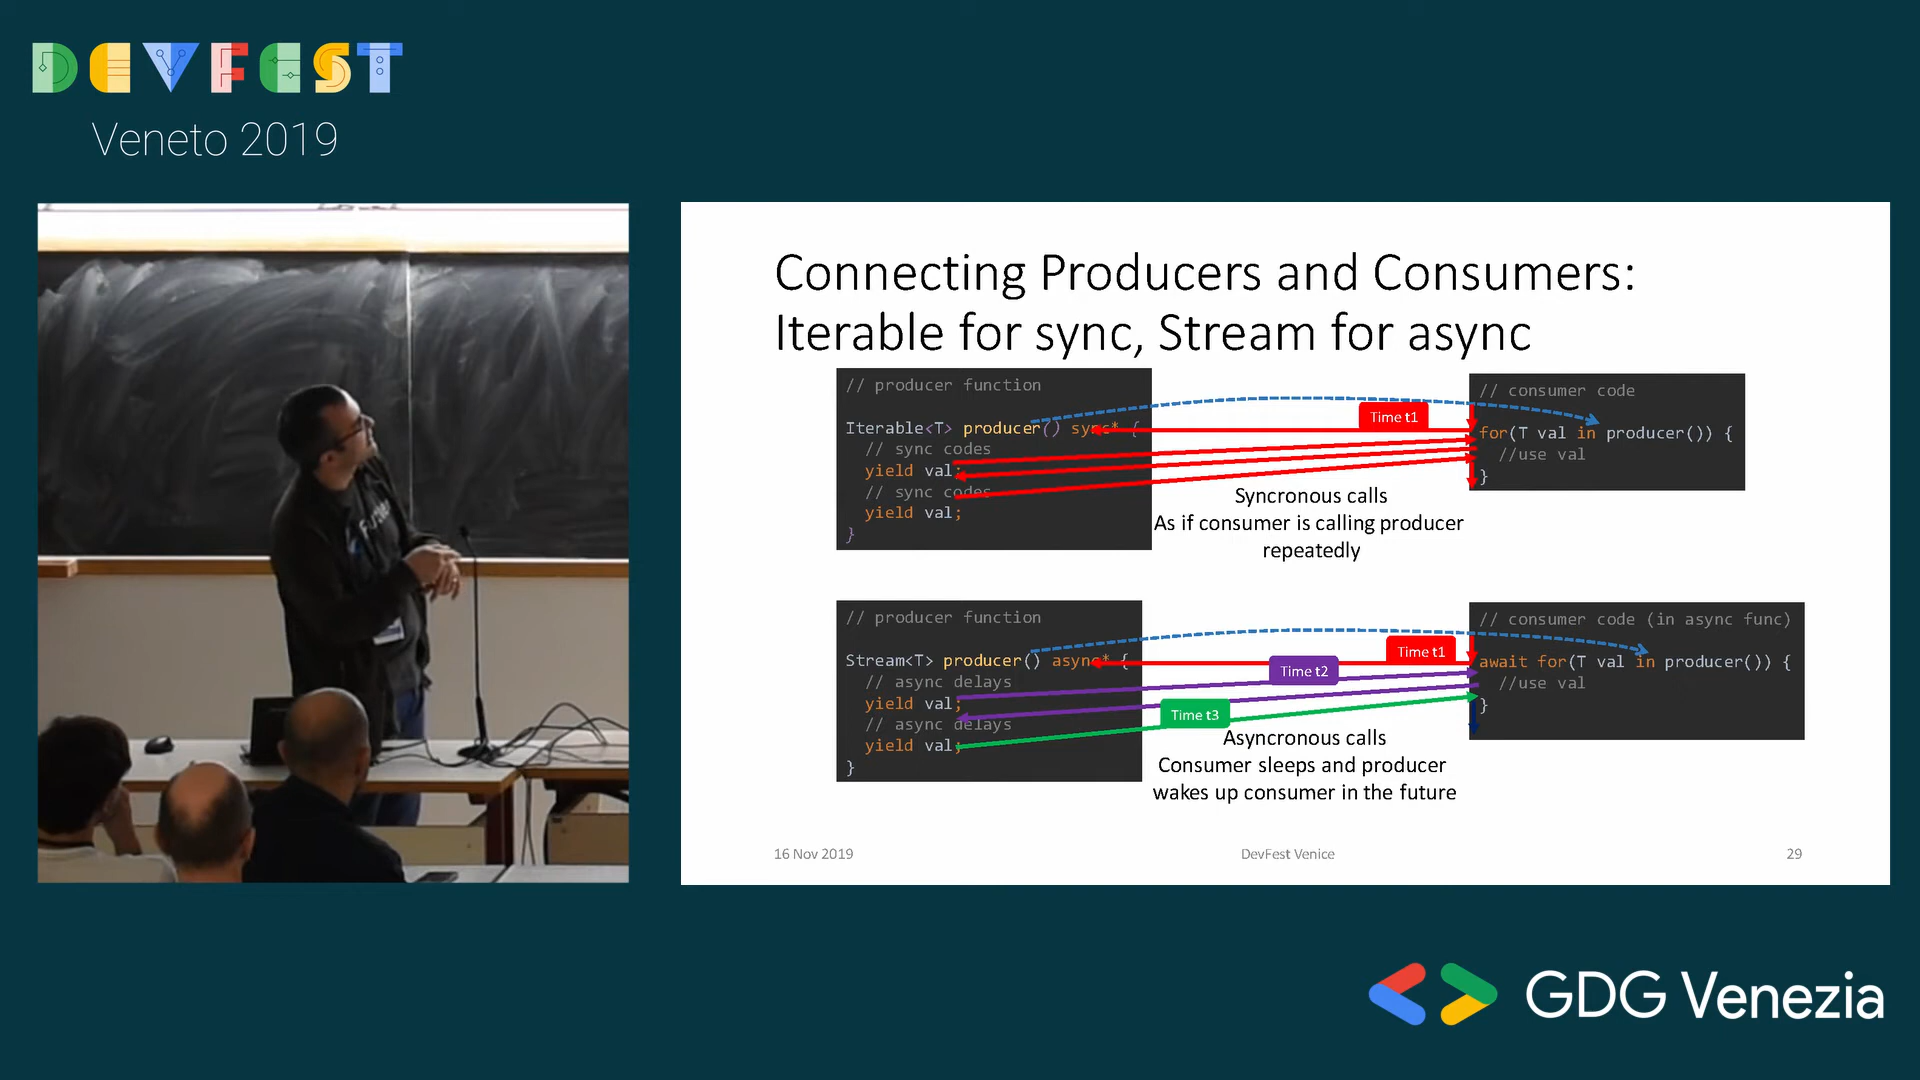 DEVFEST
Veneto 2019
Connecting Producers and Consumers:
Iterable for sync, Stream for async
// producer function
Iterable<T> producer() sync* {
// sync codes
yield val;
// sync codes
yield val;
}
Time t1
// consumer code
for(T val in producer()) {
//use val
}
Syncronous calls
As if consumer is calling producer
repeatedly
// producer function
Stream<T> producer() async* {
// async delays
yield val;
// async delays
yield val;
}
Time t1
Time t2
Time t3
// consumer code (in async func)
await for(T val in producer()) {
//use val
}
Asyncronous calls
Consumer sleeps and producer
wakes up consumer in the future
16 Nov 2019
DevFest Venice
29
GDG Venezia